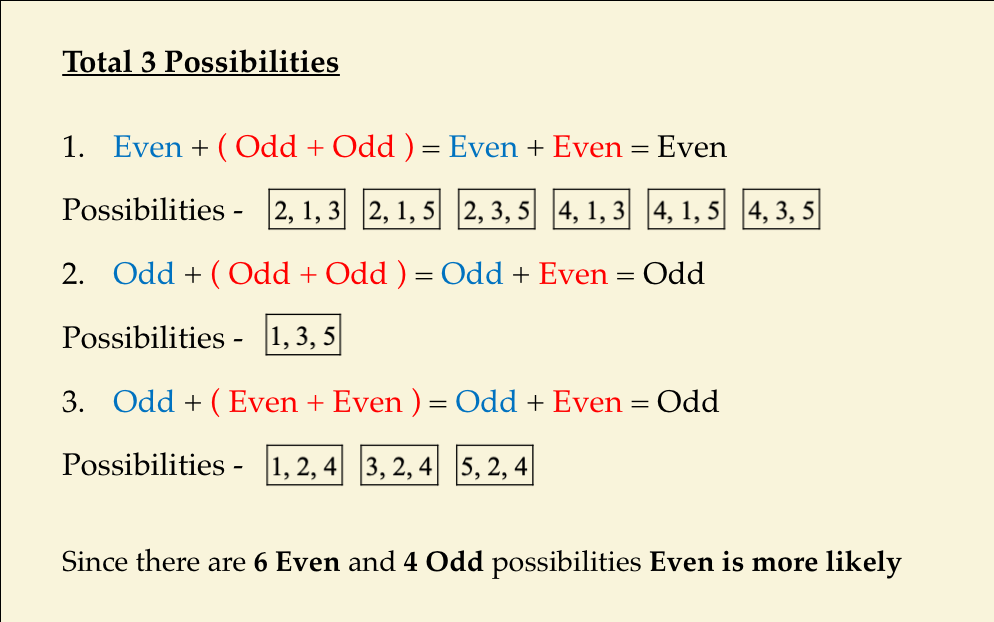 Total 3 Possibilities
1. Even + ( Odd + Odd ) = Even + Even = Even
Possibilities - 2, 1, 3 2, 1, 5 2, 3, 5 4, 1, 3 4, 1, 5 4, 3, 5
2. Odd + ( Odd + Odd ) = Odd + Even = Odd
Possibilities - 1, 3, 5
3. Odd + ( Even + Even ) = Odd + Even = Odd
Possibilities - 1, 2, 4 3, 2, 4 5, 2, 4
Since there are 6 Even and 4 Odd possibilities Even is more likely